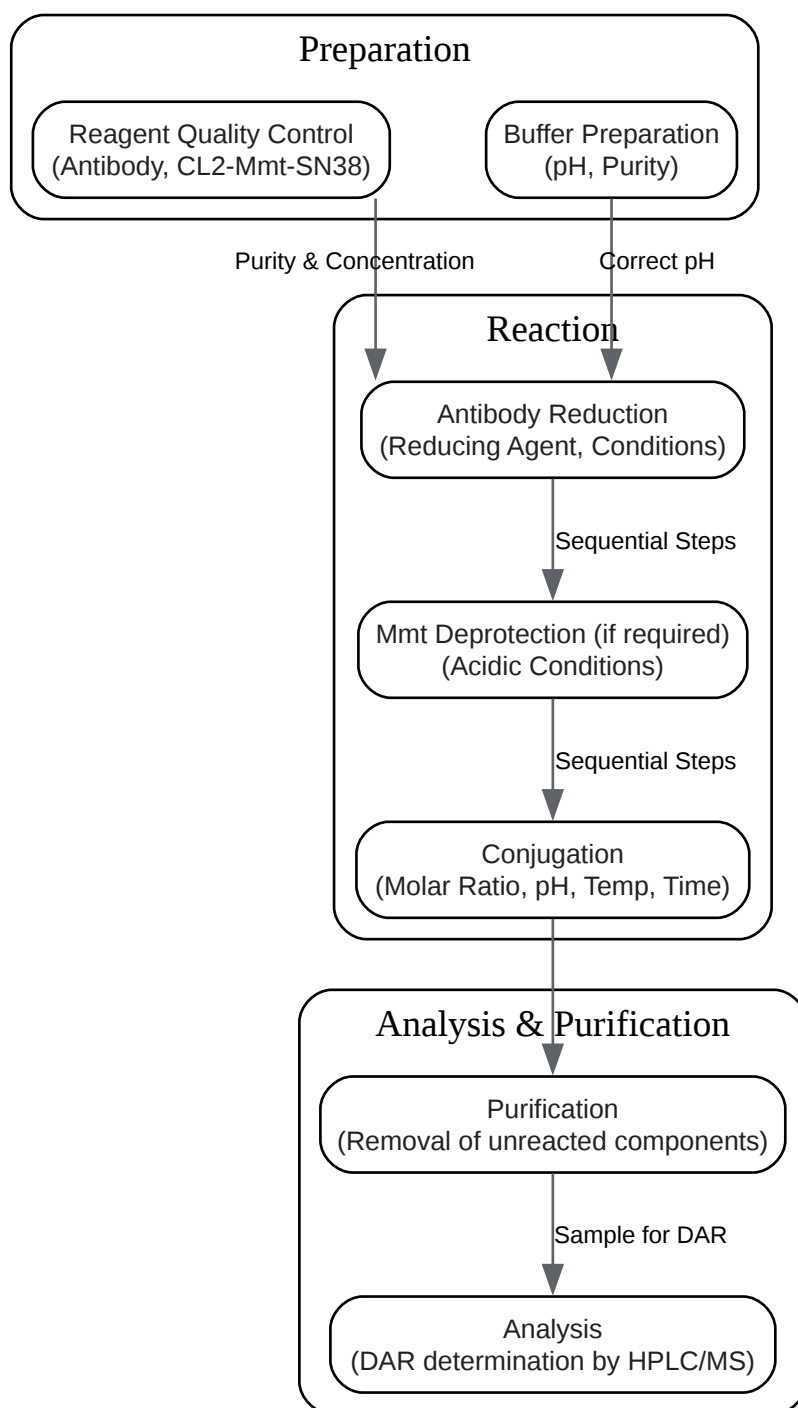 Preparation
Reagent Quality Control
(Antibody, CL2-Mmt-SN38)
Buffer Preparation
(pH, Purity)
Purity & Concentration
Correct pH
Reaction
Antibody Reduction
(Reducing Agent, Conditions)
Sequential Steps
Mmt Deprotection (if required)
(Acidic Conditions)
Sequential Steps
Conjugation
(Molar Ratio, pH, Temp, Time)
Analysis & Purification
Purification
(Removal of unreacted components)
Sample for DAR
Analysis
(DAR determination by HPLC/MS)